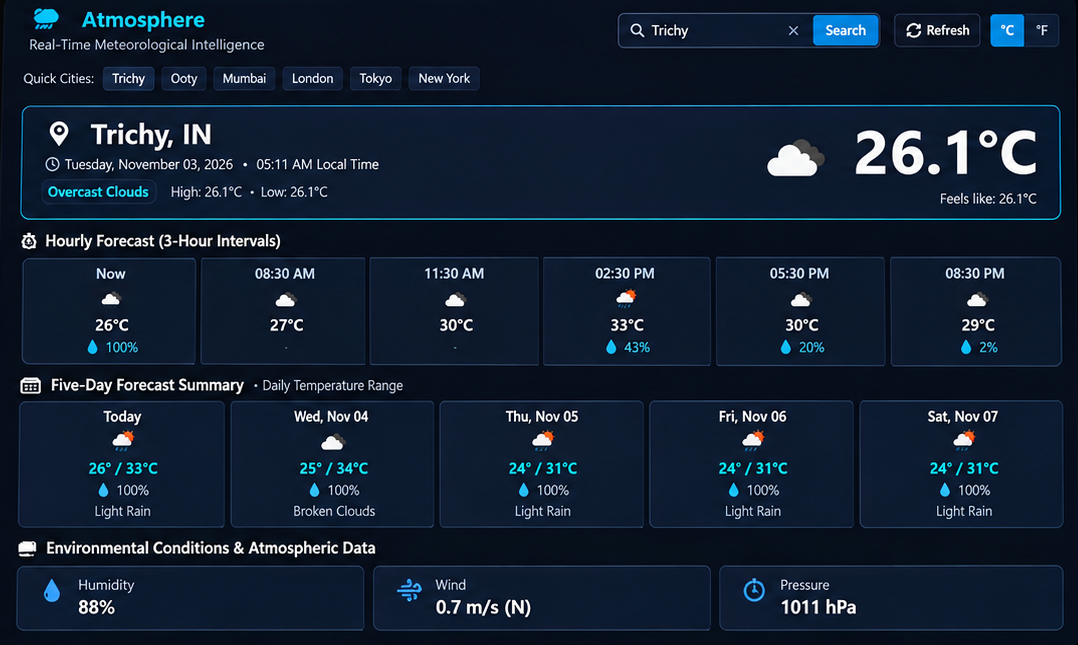 Atmosphere
Real-Time Meteorological Intelligence
Trichy
Search
Refresh
°C
°F
Quick Cities: Trichy Ooty Mumbai London Tokyo New York
Trichy, IN
Tuesday, November 03, 2026 • 05:11 AM Local Time
Overcast Clouds High: 26.1°C • Low: 26.1°C
26.1°C
Feels like: 26.1°C
Hourly Forecast (3-Hour Intervals)
Now
26°C
100%
08:30 AM
27°C
-
11:30 AM
30°C
-
02:30 PM
33°C
43%
05:30 PM
30°C
20%
08:30 PM
29°C
2%
Five-Day Forecast Summary • Daily Temperature Range
Today
26° / 33°C
100%
Light Rain
Wed, Nov 04
25° / 34°C
100%
Broken Clouds
Thu, Nov 05
24° / 31°C
100%
Light Rain
Fri, Nov 06
24° / 31°C
100%
Light Rain
Sat, Nov 07
24° / 31°C
100%
Light Rain
Environmental Conditions & Atmospheric Data
Humidity
88%
Wind
0.7 m/s (N)
Pressure
1011 hPa